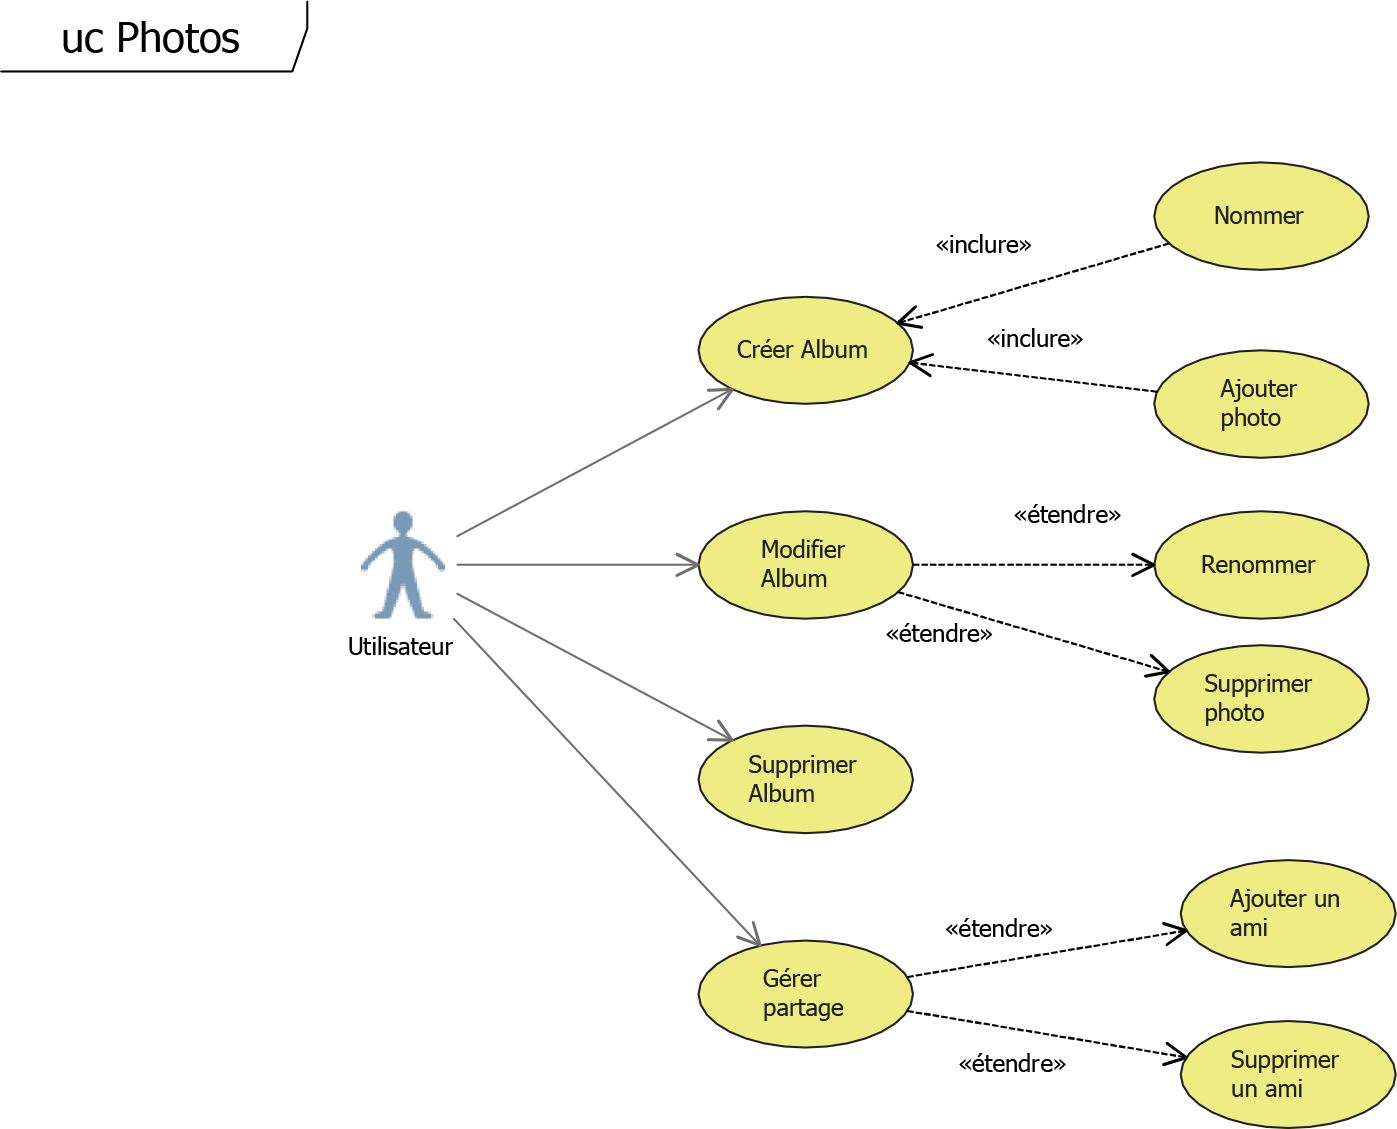 uc Photos
Nommer
«inclure»
Créer Album
«inclure»
Ajouter
photo
«étendre»
Modifier
Album
Renommer
«étendre»
Utilisateur
Supprimer
photo
Supprimer
Album
Ajouter un
ami
«étendre»
Gérer
partage
«étendre»
Supprimer
un ami